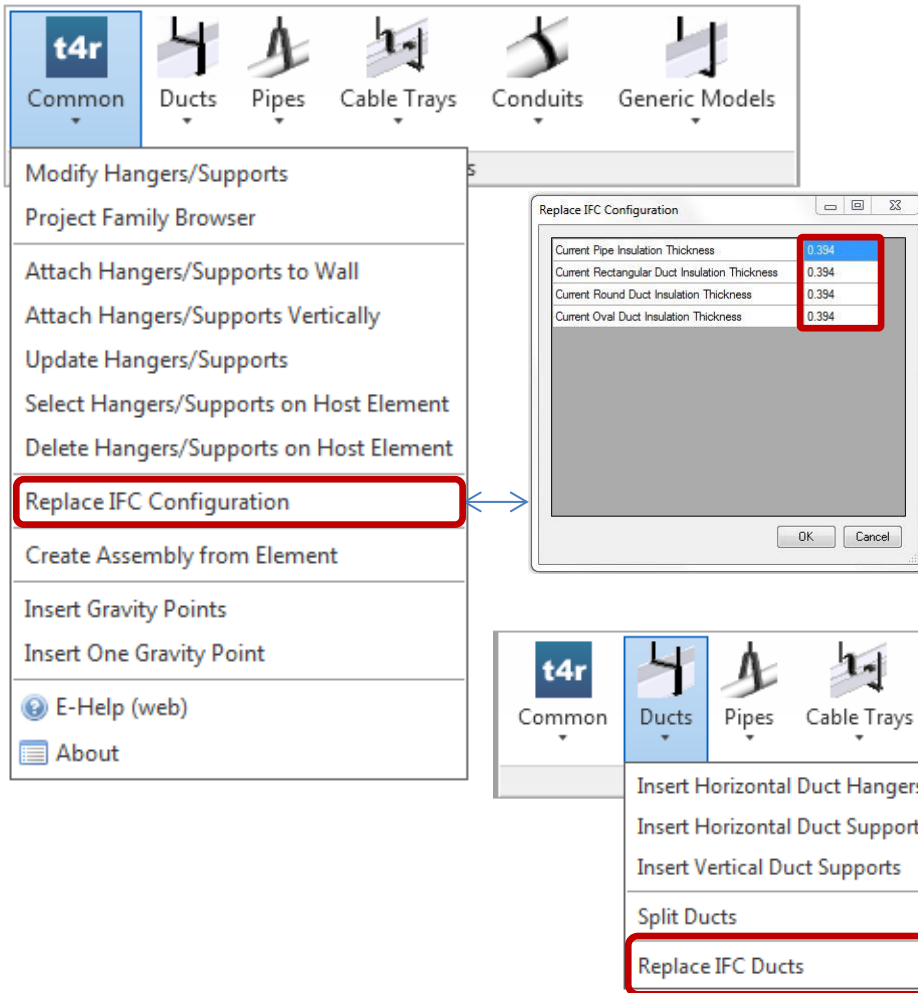 t4r
Common Ducts Pipes Cable Trays Conduits Generic Models
s
Modify Hangers/Supports
Project Family Browser
Attach Hangers/Supports to Wall
Attach Hangers/Supports Vertically
Update Hangers/Supports
Select Hangers/Supports on Host Element
Delete Hangers/Supports on Host Element
Replace IFC Configuration
Create Assembly from Element
Insert Gravity Points
Insert One Gravity Point
E-Help (web)
About
Replace IFC Configuration
Current Pipe Insulation Thickness 0.394
Current Rectangular Duct Insulation Thickness 0.394
Current Round Duct Insulation Thickness 0.394
Current Oval Duct Insulation Thickness 0.394
OK Cancel
t4r
Common Ducts Pipes Cable Trays
Insert Horizontal Duct Hangers
Insert Horizontal Duct Support
Insert Vertical Duct Supports
Split Ducts
Replace IFC Ducts